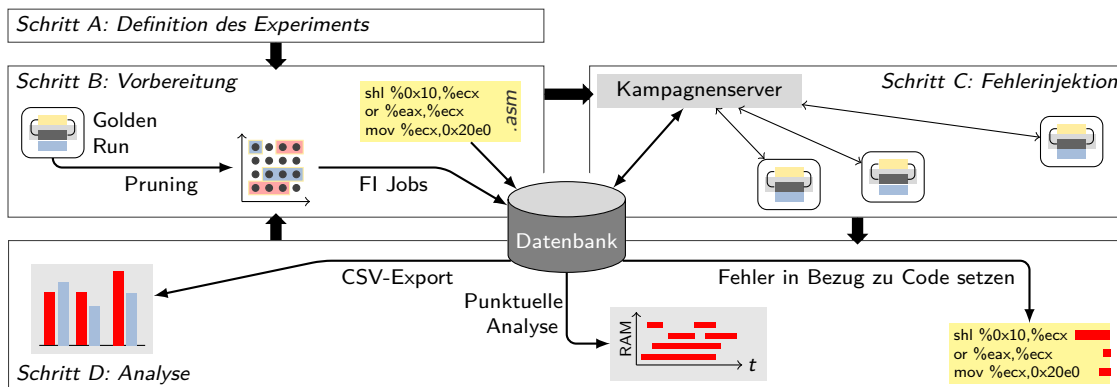 Schritt A: Definition des Experiments
Schritt B: Vorbereitung
Golden
Run
Pruning
FI Jobs
shl %0x10,%ecx
or %eax,%ecx
mov %ecx,0x20e0
.asm
Schritt C: Fehlerinjektion
Kampagnenserver
Datenbank
CSV-Export
Punktuelle
Analyse
Fehler in Bezug zu Code setzen
RAM
t
shl %0x10,%ecx
or %eax,%ecx
mov %ecx,0x20e0
Schritt D: Analyse